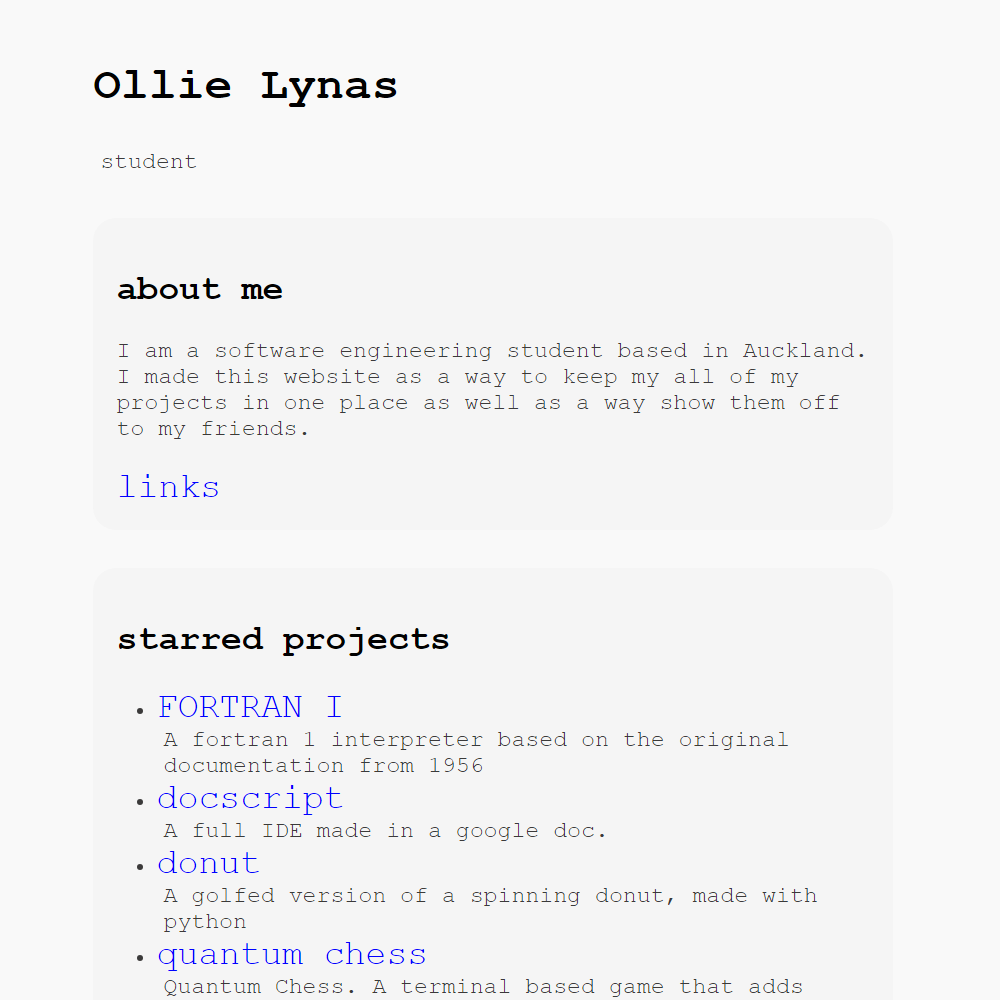 Ollie Lynas
student
about me
I am a software engineering student based in Auckland.
I made this website as a way to keep my all of my
projects in one place as well as a way show them off
to my friends.
links
starred projects
FORTRAN I
A fortran 1 interpreter based on the original
documentation from 1956
docscript
A full IDE made in a google doc.
donut
A golfed version of a spinning donut, made with
python
quantum chess
Quantum Chess. A terminal based game that adds